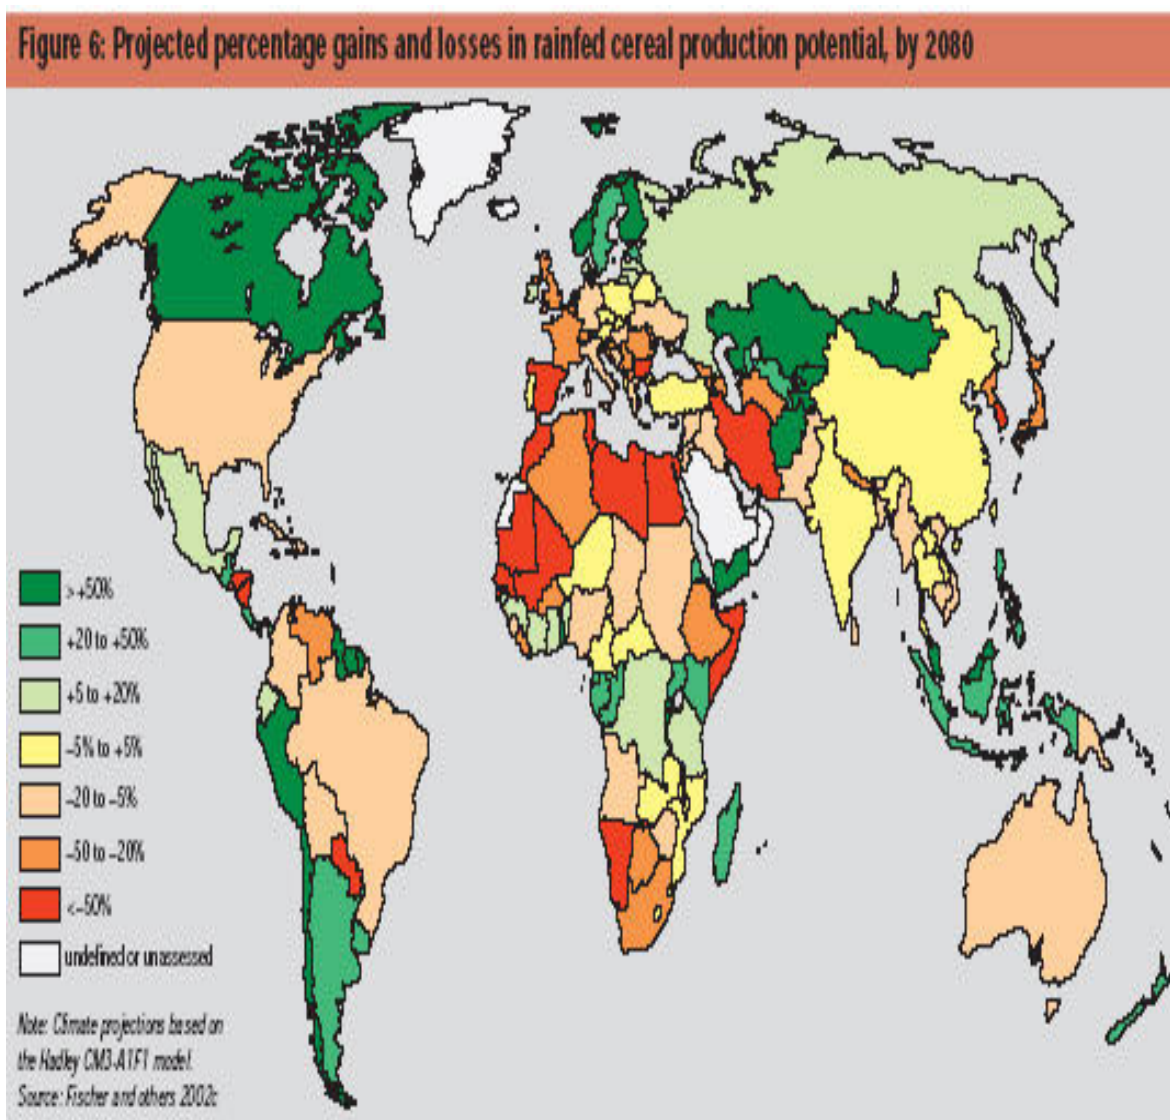 Figure 6: Projected percentage gains and losses in rainfed cereal production potential, by 2080
> +50%
+20 to +50%
+5 to +20%
–5% to +5%
–20 to –5%
–50 to –20%
<–50%
undefined or unassessed
Note: Climate projections based on
the Hadley CM3-A1F1 model.
Source: Fischer and others 2002c